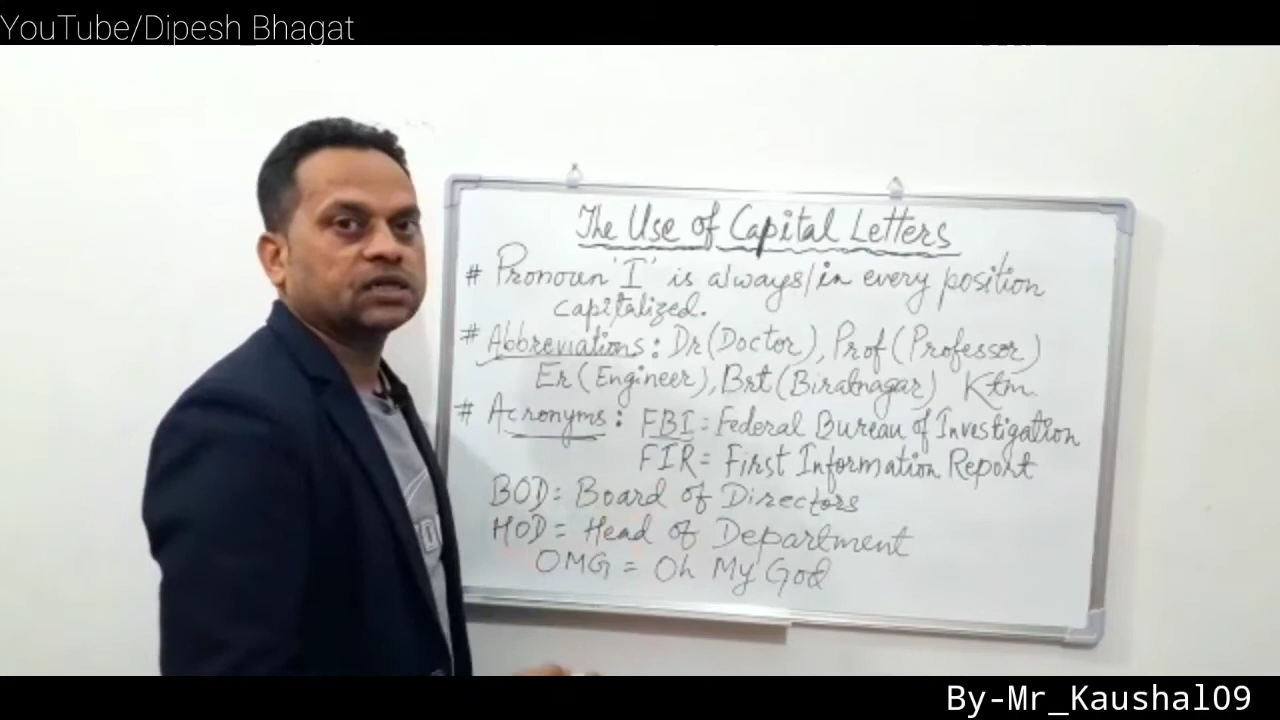 YouTube/Dipesh Bhagat
The Use of Capital Letters
# Pronoun 'I' is always/in every position
capitalized.
# Abbreviations: Dr (Doctor), Prof (Professor)
Er (Engineer), Brt (Biratnagar) Ktm.
# Acronyms: FBI = Federal Bureau of Investigation
FIR = First Information Report
BOD = Board of Directors
HOD = Head of Department
OMG = Oh My God
By-Mr_Kaushal09